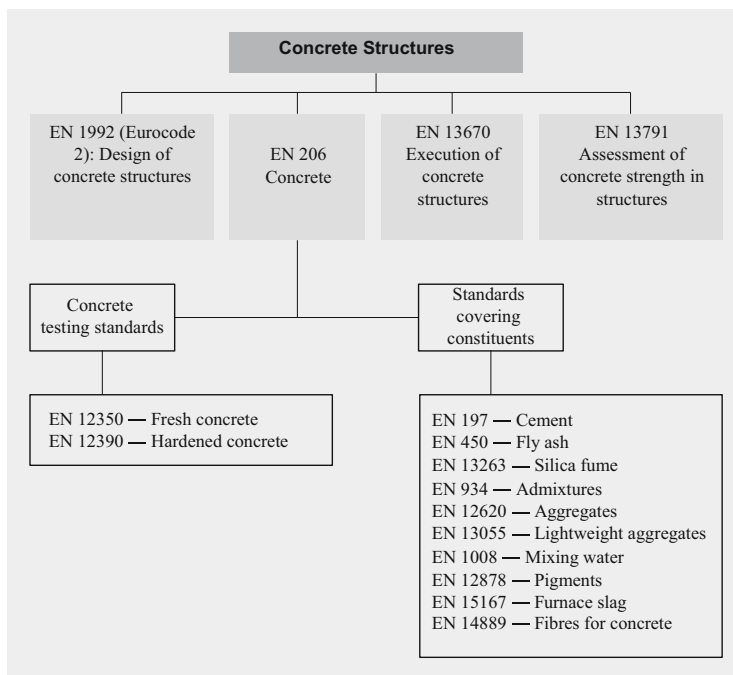 Concrete Structures
EN 1992 (Eurocode
2): Design of
concrete structures
EN 206
Concrete
EN 13670
Execution of
concrete
structures
EN 13791
Assessment of
concrete strength in
structures
Concrete
testing standards
Standards
covering
constituents
EN 12350 — Fresh concrete
EN 12390 — Hardened concrete
EN 197 — Cement
EN 450 — Fly ash
EN 13263 — Silica fume
EN 934 — Admixtures
EN 12620 — Aggregates
EN 13055 — Lightweight aggregates
EN 1008 — Mixing water
EN 12878 — Pigments
EN 15167 — Furnace slag
EN 14889 — Fibres for concrete